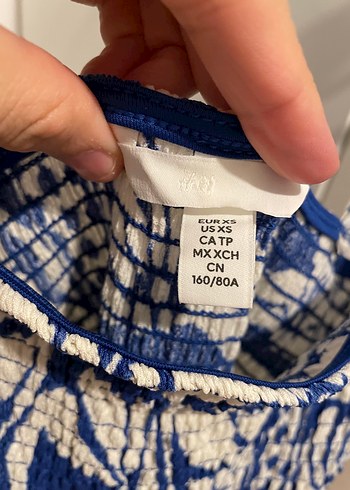 EUR XS
US XS
CA TP
MX XCH
CN
160/80A